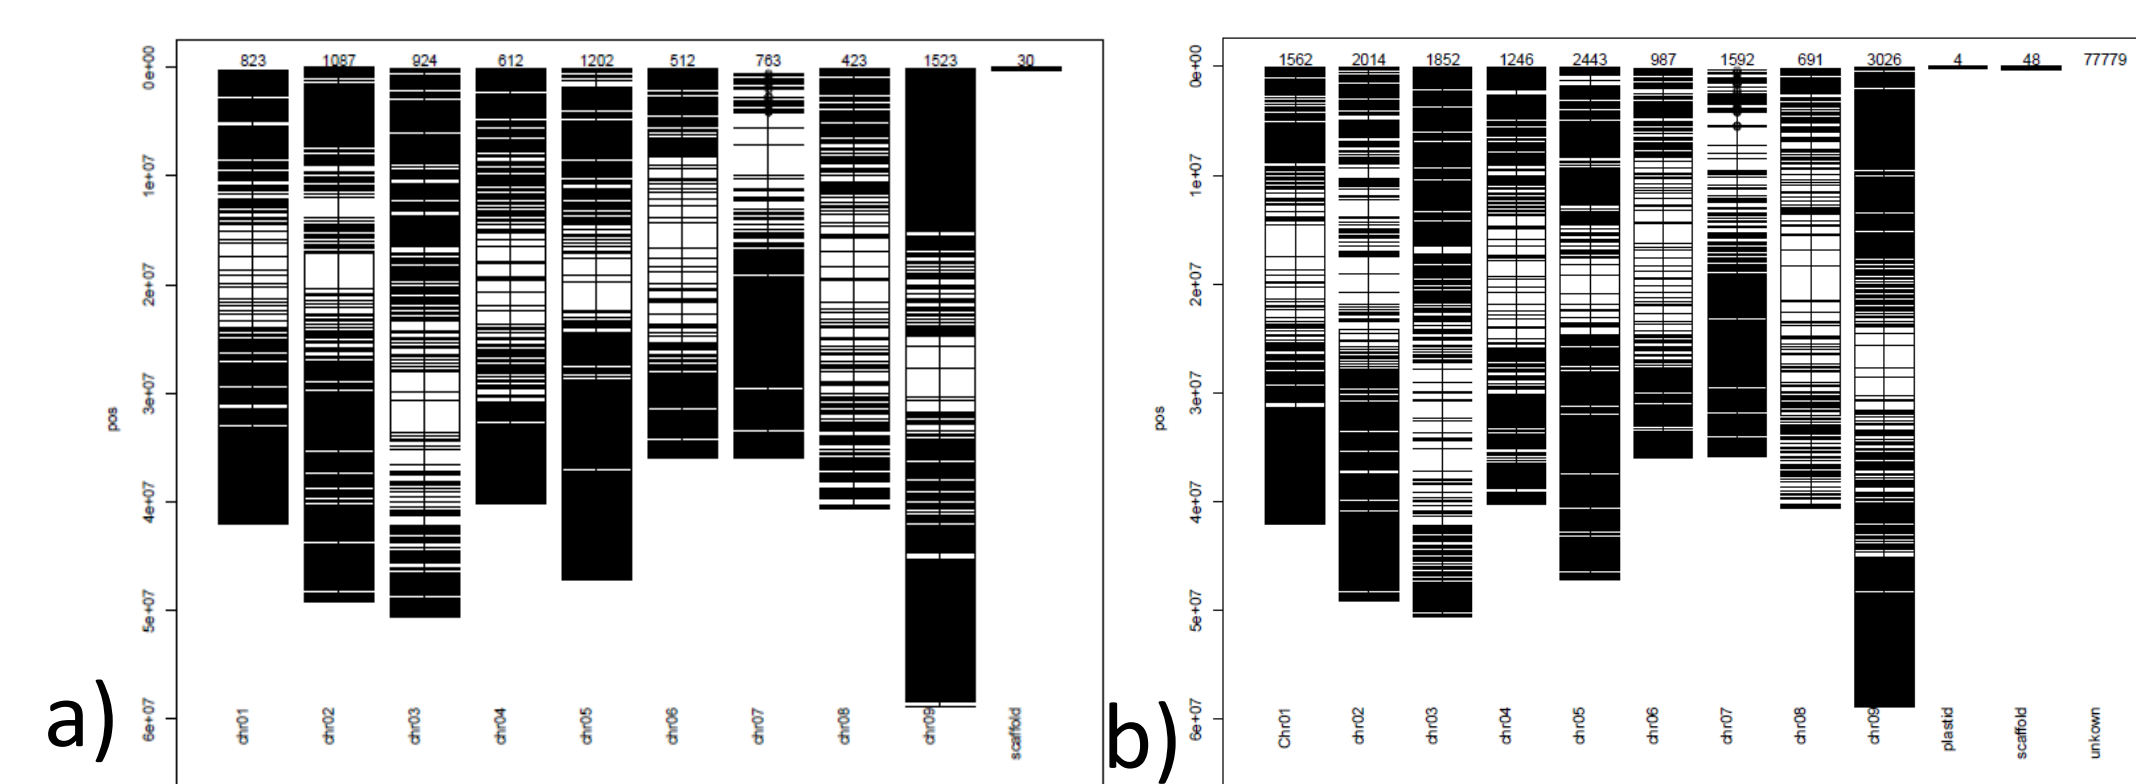 823 1087 924 612 1202 512 763 423 1523 30
0e+00
1e+07
2e+07
3e+07
4e+07
5e+07
6e+07
pos
chr01 chr02 chr03 chr04 chr05 chr06 chr07 chr08 chr09 scaffold
a)
1562 2014 1852 1246 2443 987 1592 691 3026 4 48 77779
0e+00
1e+07
2e+07
3e+07
4e+07
5e+07
6e+07
pos
Chr01 chr02 chr03 chr04 chr05 chr06 chr07 chr08 chr09 plastid scaffold unkown
b)